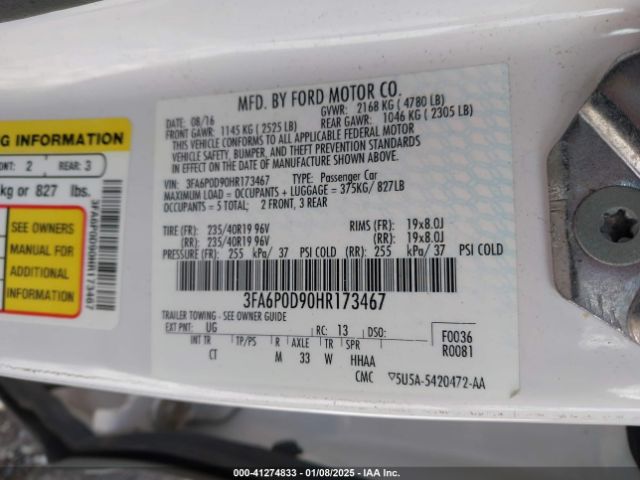 MFD. BY FORD MOTOR CO.
DATE: 08/16 GVWR: 2168 KG ( 4780 LB)
FRONT GAWR: 1145 KG ( 2525 LB) REAR GAWR: 1046 KG ( 2305 LB)
THIS VEHICLE CONFORMS TO ALL APPLICABLE FEDERAL MOTOR
VEHICLE SAFETY, BUMPER, AND THEFT PREVENTION STANDARDS
IN EFFECT ON THE DATE OF MANUFACTURE SHOWN ABOVE.
VIN: 3FA6P0D90HR173467 TYPE: Passenger Car
MAXIMUM LOAD = OCCUPANTS + LUGGAGE = 375KG/ 827LB
OCCUPANTS = 5 TOTAL; 2 FRONT, 3 REAR
TIRE (FR): 235/40R19 96V RIMS (FR): 19x8.0J
(RR): 235/40R19 96V (RR): 19x8.0J
PRESSURE (FR): 255 kPa/ 37 PSI COLD (RR): 255 kPa/ 37 PSI COLD
3FA6P0D90HR173467
TRAILER TOWING - SEE OWNER GUIDE
EXT PNT: UG RC: 13 DSO: F0036
INT TR TP/PS R AXLE TR SPR R0081
CT M 33 W HHAA
CMC ▽5U5A-5420472-AA
NG INFORMATION
ONT: 2 REAR: 3
kg or 827 lbs.
SEE OWNERS
MANUAL FOR
ADDITIONAL
INFORMATION
3FA6P0D90HR173467
000-41274833 - 01/08/2025 - IAA Inc.